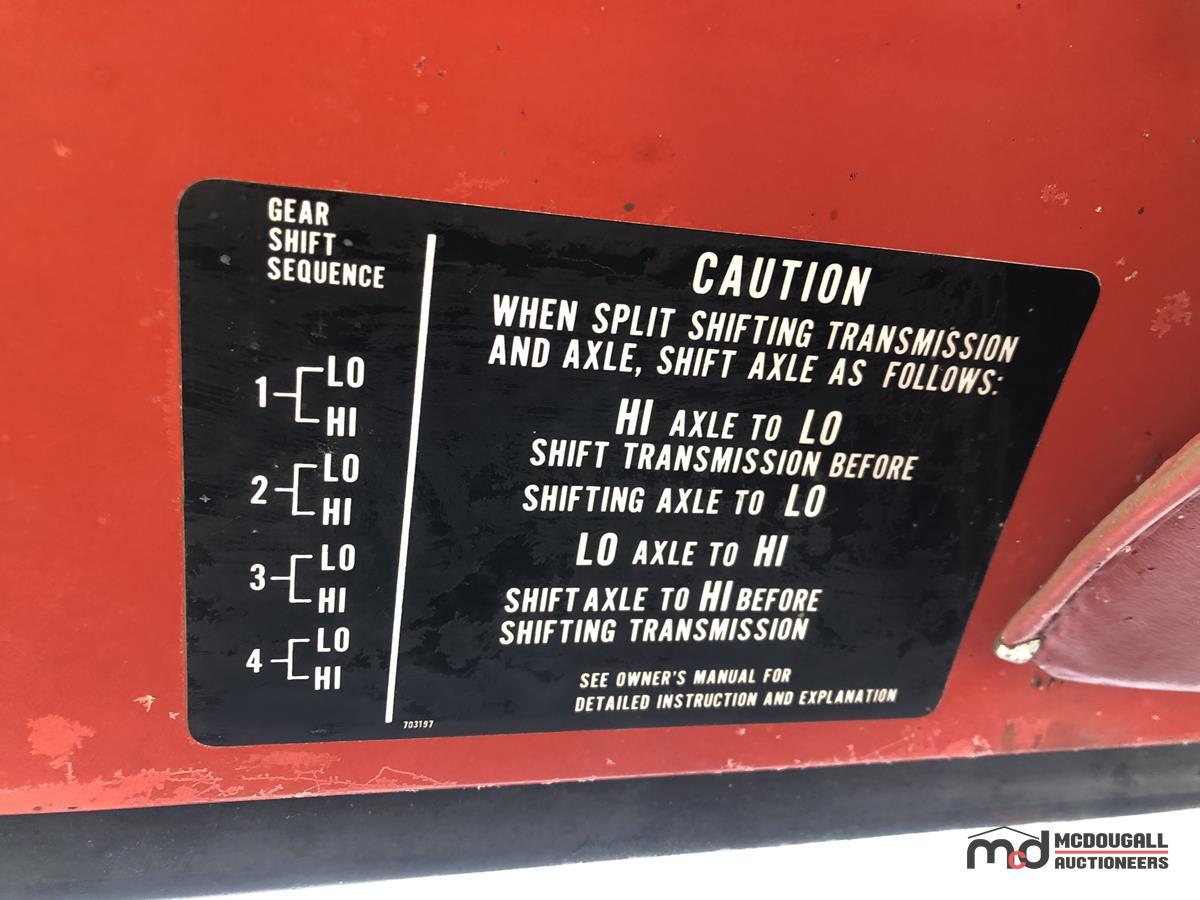 GEAR
SHIFT
SEQUENCE
1 LO
HI
2 LO
HI
3 LO
HI
4 LO
HI
CAUTION
WHEN SPLIT SHIFTING TRANSMISSION
AND AXLE, SHIFT AXLE AS FOLLOWS:
HI AXLE TO LO
SHIFT TRANSMISSION BEFORE
SHIFTING AXLE TO LO
LO AXLE TO HI
SHIFT AXLE TO HI BEFORE
SHIFTING TRANSMISSION
SEE OWNER'S MANUAL FOR
DETAILED INSTRUCTION AND EXPLANATION
703197
mcd MCDOUGALL
AUCTIONEERS